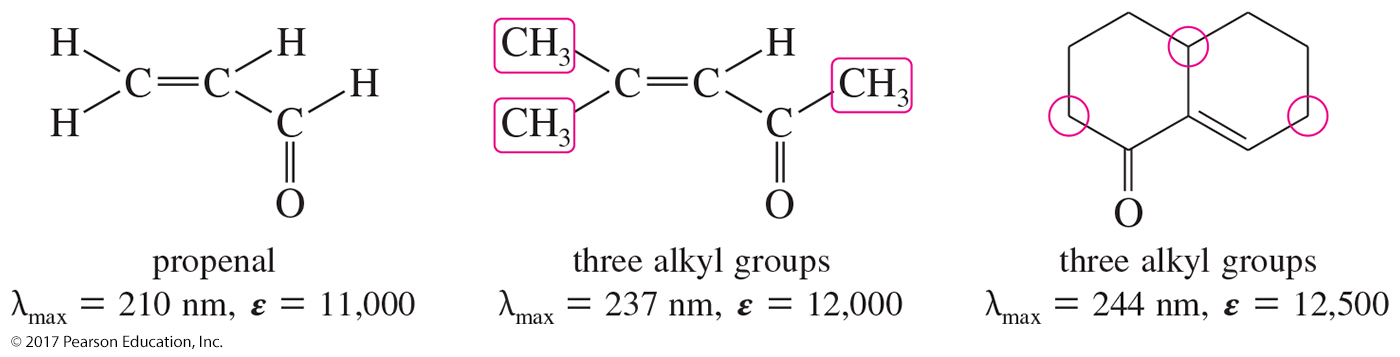 H H
C=C H
H C
O
propenal
λmax = 210 nm, ε = 11,000
CH3 H
C=C CH3
CH3 C
O
three alkyl groups
λmax = 237 nm, ε = 12,000
O
three alkyl groups
λmax = 244 nm, ε = 12,500
© 2017 Pearson Education, Inc.